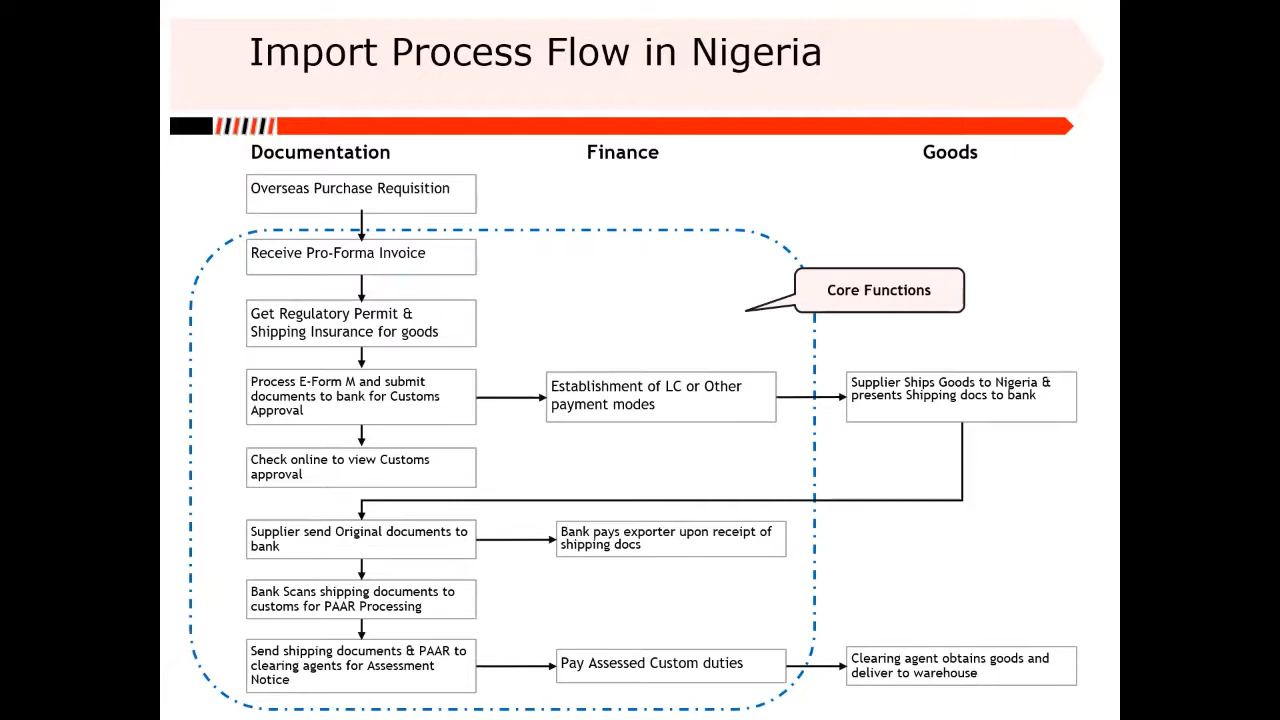 Import Process Flow in Nigeria
Documentation
Finance
Goods
Overseas Purchase Requisition
Receive Pro-Forma Invoice
Core Functions
Get Regulatory Permit &
Shipping Insurance for goods
Process E-Form M and submit
documents to bank for Customs
Approval
Establishment of LC or Other
payment modes
Supplier Ships Goods to Nigeria &
presents Shipping docs to bank
Check online to view Customs
approval
Supplier send Original documents to
bank
Bank pays exporter upon receipt of
shipping docs
Bank Scans shipping documents to
customs for PAAR Processing
Send shipping documents & PAAR to
clearing agents for Assessment
Notice
Pay Assessed Custom duties
Clearing agent obtains goods and
deliver to warehouse